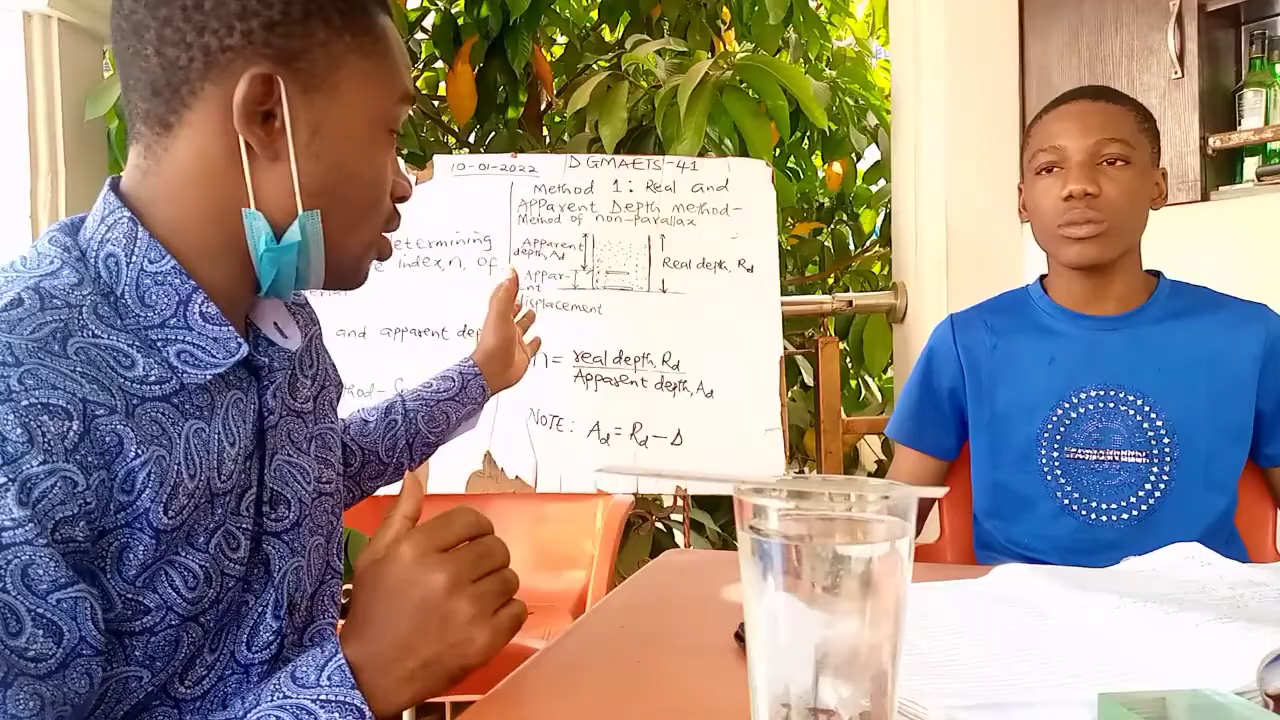 10-01-2022
DGMAETS-41
determining
index, n, of
and apparent dep
Method 1: Real and
Apparent Depth method-
Method of non-parallax
Apparent
depth, Ad
Real depth, Rd
Appar-
ent
displacement
n = real depth, Rd
Apparent depth, Ad
NOTE: Ad = Rd - Δ